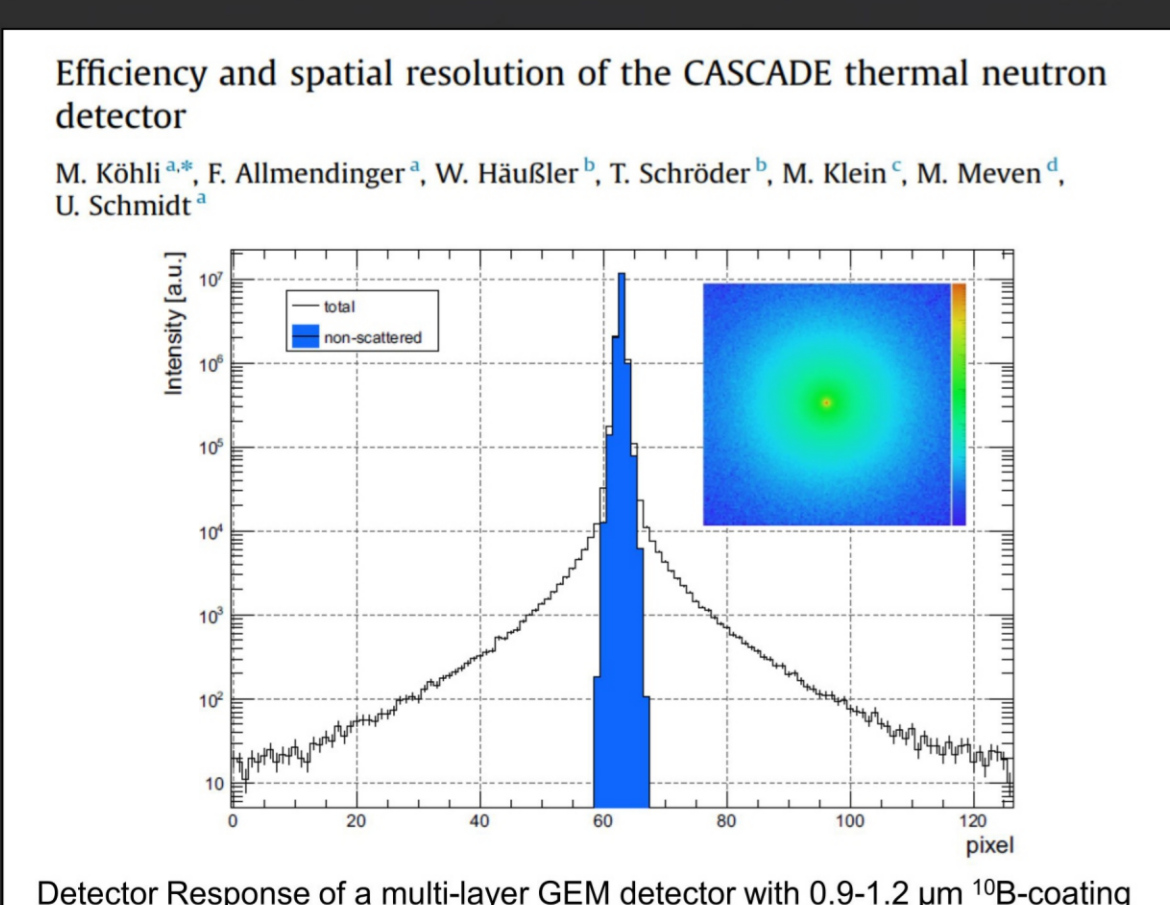 Efficiency and spatial resolution of the CASCADE thermal neutron
detector
M. Köhli a,*, F. Allmendinger a, W. Häußler b, T. Schröder b, M. Klein c, M. Meven d,
U. Schmidt a
Intensity [a.u.]
10⁷
10⁶
10⁵
10⁴
10³
10²
10
total
non-scattered
0 20 40 60 80 100 120
pixel
Detector Response of a multi-layer GEM detector with 0.9-1.2 µm ¹⁰B-coating